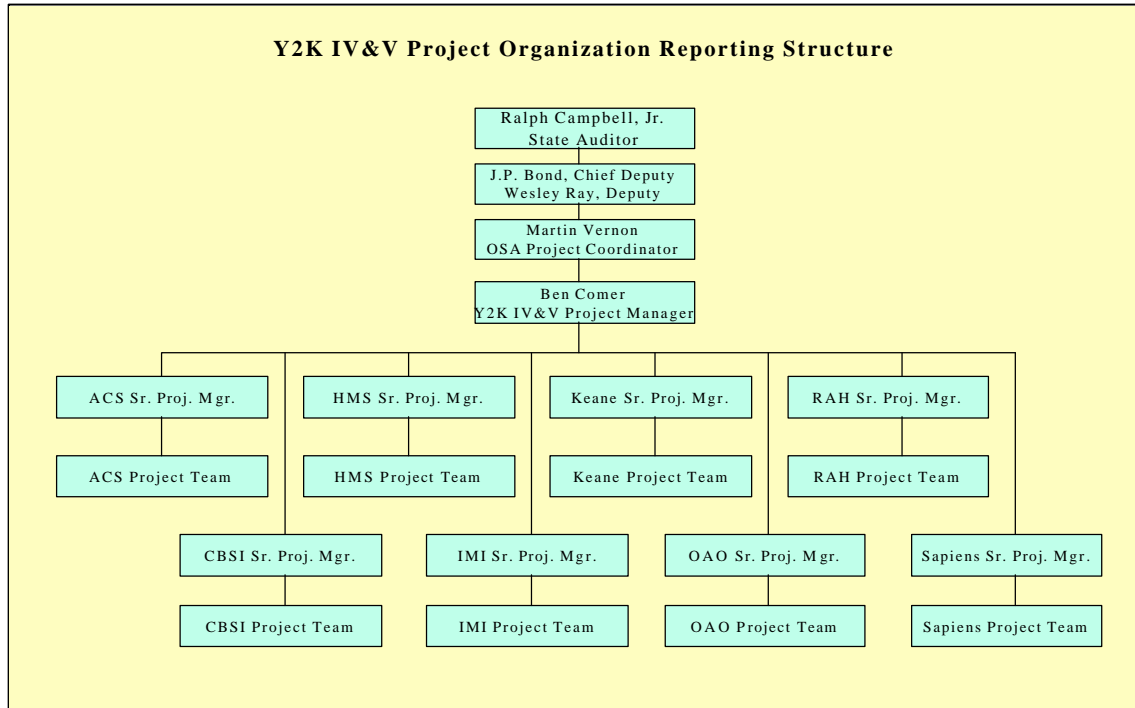 Y2K IV&V Project Organization Reporting Structure
Ralph Campbell, Jr.
State Auditor
J.P. Bond, Chief Deputy
Wesley Ray, Deputy
Martin Vernon
OSA Project Coordinator
Ben Comer
Y2K IV&V Project Manager
ACS Sr. Proj. Mgr.
HMS Sr. Proj. Mgr.
Keane Sr. Proj. Mgr.
RAH Sr. Proj. Mgr.
ACS Project Team
HMS Project Team
Keane Project Team
RAH Project Team
CBSI Sr. Proj. Mgr.
IMI Sr. Proj. Mgr.
OAO Sr. Proj. Mgr.
Sapiens Sr. Proj. Mgr.
CBSI Project Team
IMI Project Team
OAO Project Team
Sapiens Project Team